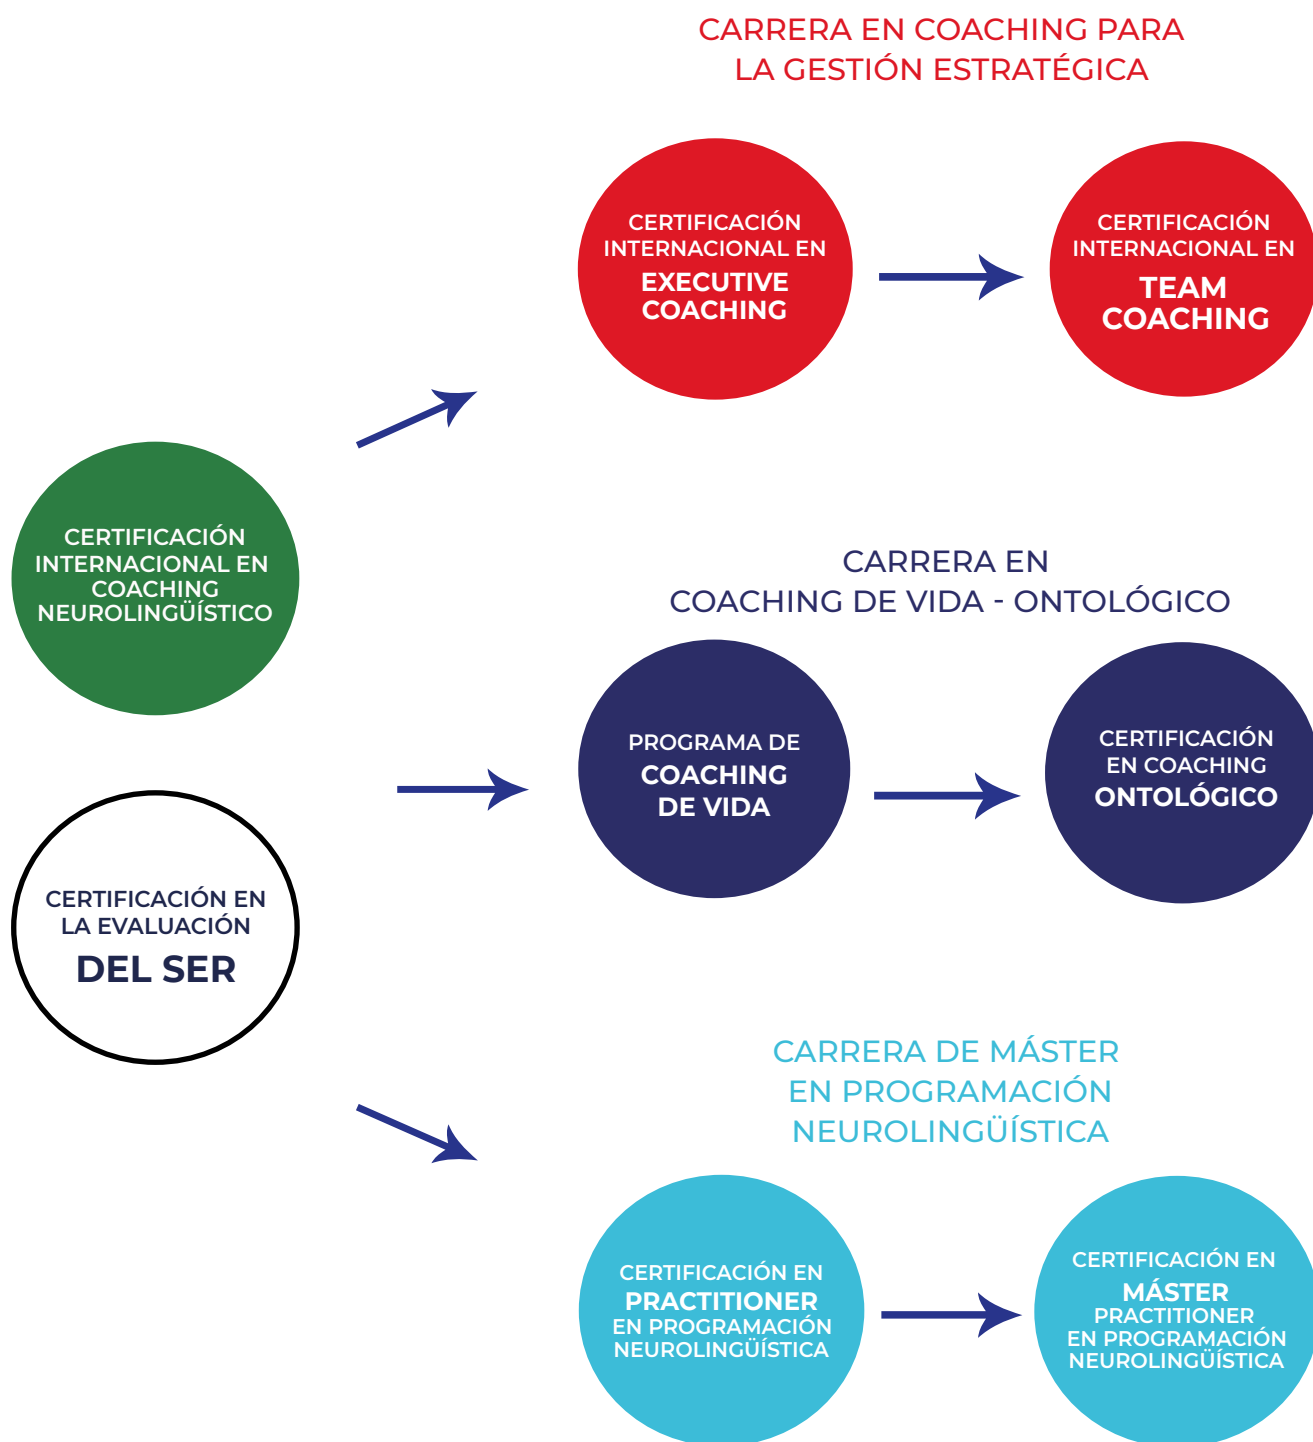 CARRERA EN COACHING PARA
LA GESTIÓN ESTRATÉGICA
CERTIFICACIÓN
INTERNACIONAL EN
EXECUTIVE
COACHING
CERTIFICACIÓN
INTERNACIONAL EN
TEAM
COACHING
CERTIFICACIÓN
INTERNACIONAL EN
COACHING
NEUROLINGÜÍSTICO
CARRERA EN
COACHING DE VIDA - ONTOLÓGICO
PROGRAMA DE
COACHING
DE VIDA
CERTIFICACIÓN
EN COACHING
ONTOLÓGICO
CERTIFICACIÓN EN
LA EVALUACIÓN
DEL SER
CARRERA DE MÁSTER
EN PROGRAMACIÓN
NEUROLINGÜÍSTICA
CERTIFICACIÓN EN
PRACTITIONER
EN PROGRAMACIÓN
NEUROLINGÜÍSTICA
CERTIFICACIÓN EN
MÁSTER
PRACTITIONER
EN PROGRAMACIÓN
NEUROLINGÜÍSTICA